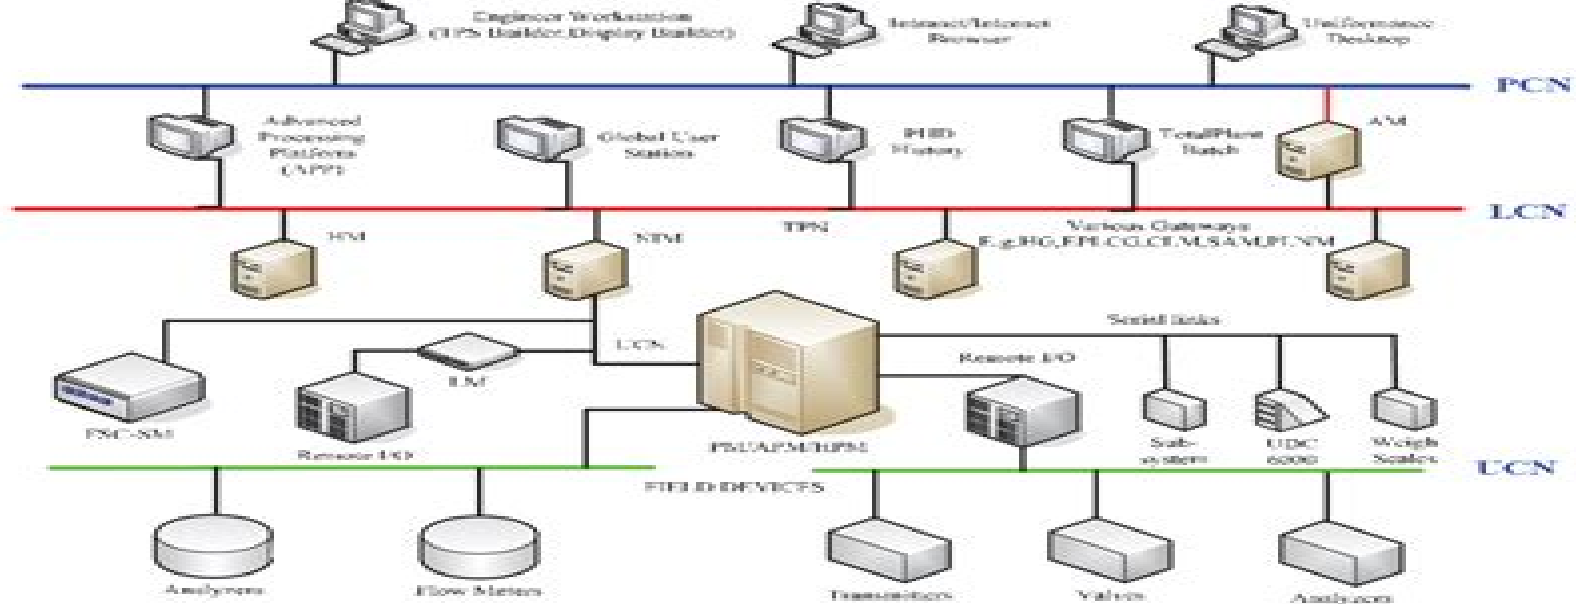 Engineer Workstation
(TPS Builder,Display Builder)
Intranet/Internet
Browser
Uniformance
Desktop
PCN
Advanced
Processing
Platform
(APP)
Global User
Station
PHD
History
TotalPlant
Batch
AM
LCN
HM
NIM
TPN
Various Gateways
Serial links
UCN
Remote I/O
LM
FSC-SM
Remote I/O
PM/APM/HPM
Sub-
system
UDC
6000
Weigh
Scales
UCN
FIELD DEVICES
Analyzers
Flow Meters
Transmitters
Valves
Analyzers